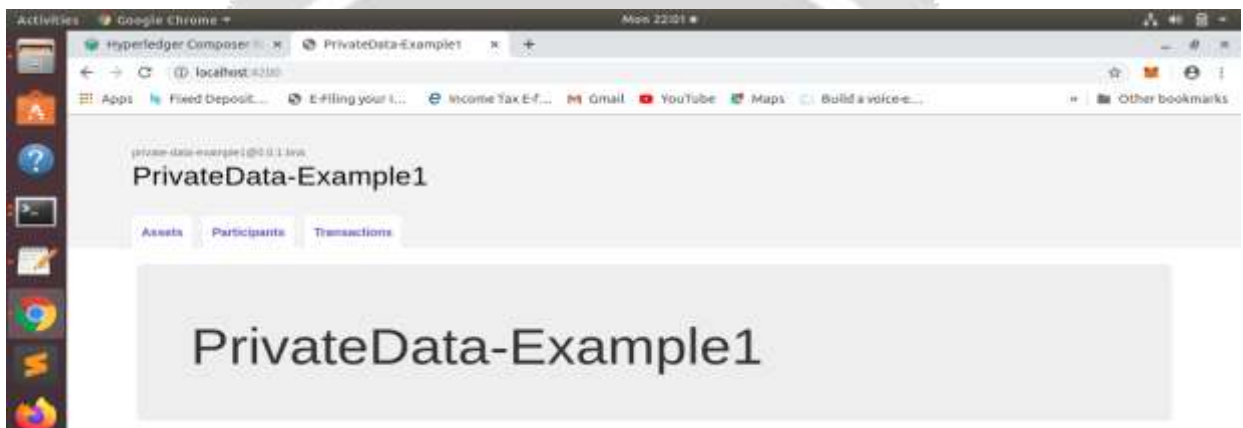 Activities Google Chrome Mon 22:01
Hyperledger Composer PrivateData-Example1
localhost:4200
Apps Fixed Deposit... E-Filing your I... Income Tax E-f... Gmail YouTube Maps Build a voice-e... Other bookmarks
PrivateData-Example1
Assets Participants Transactions
PrivateData-Example1